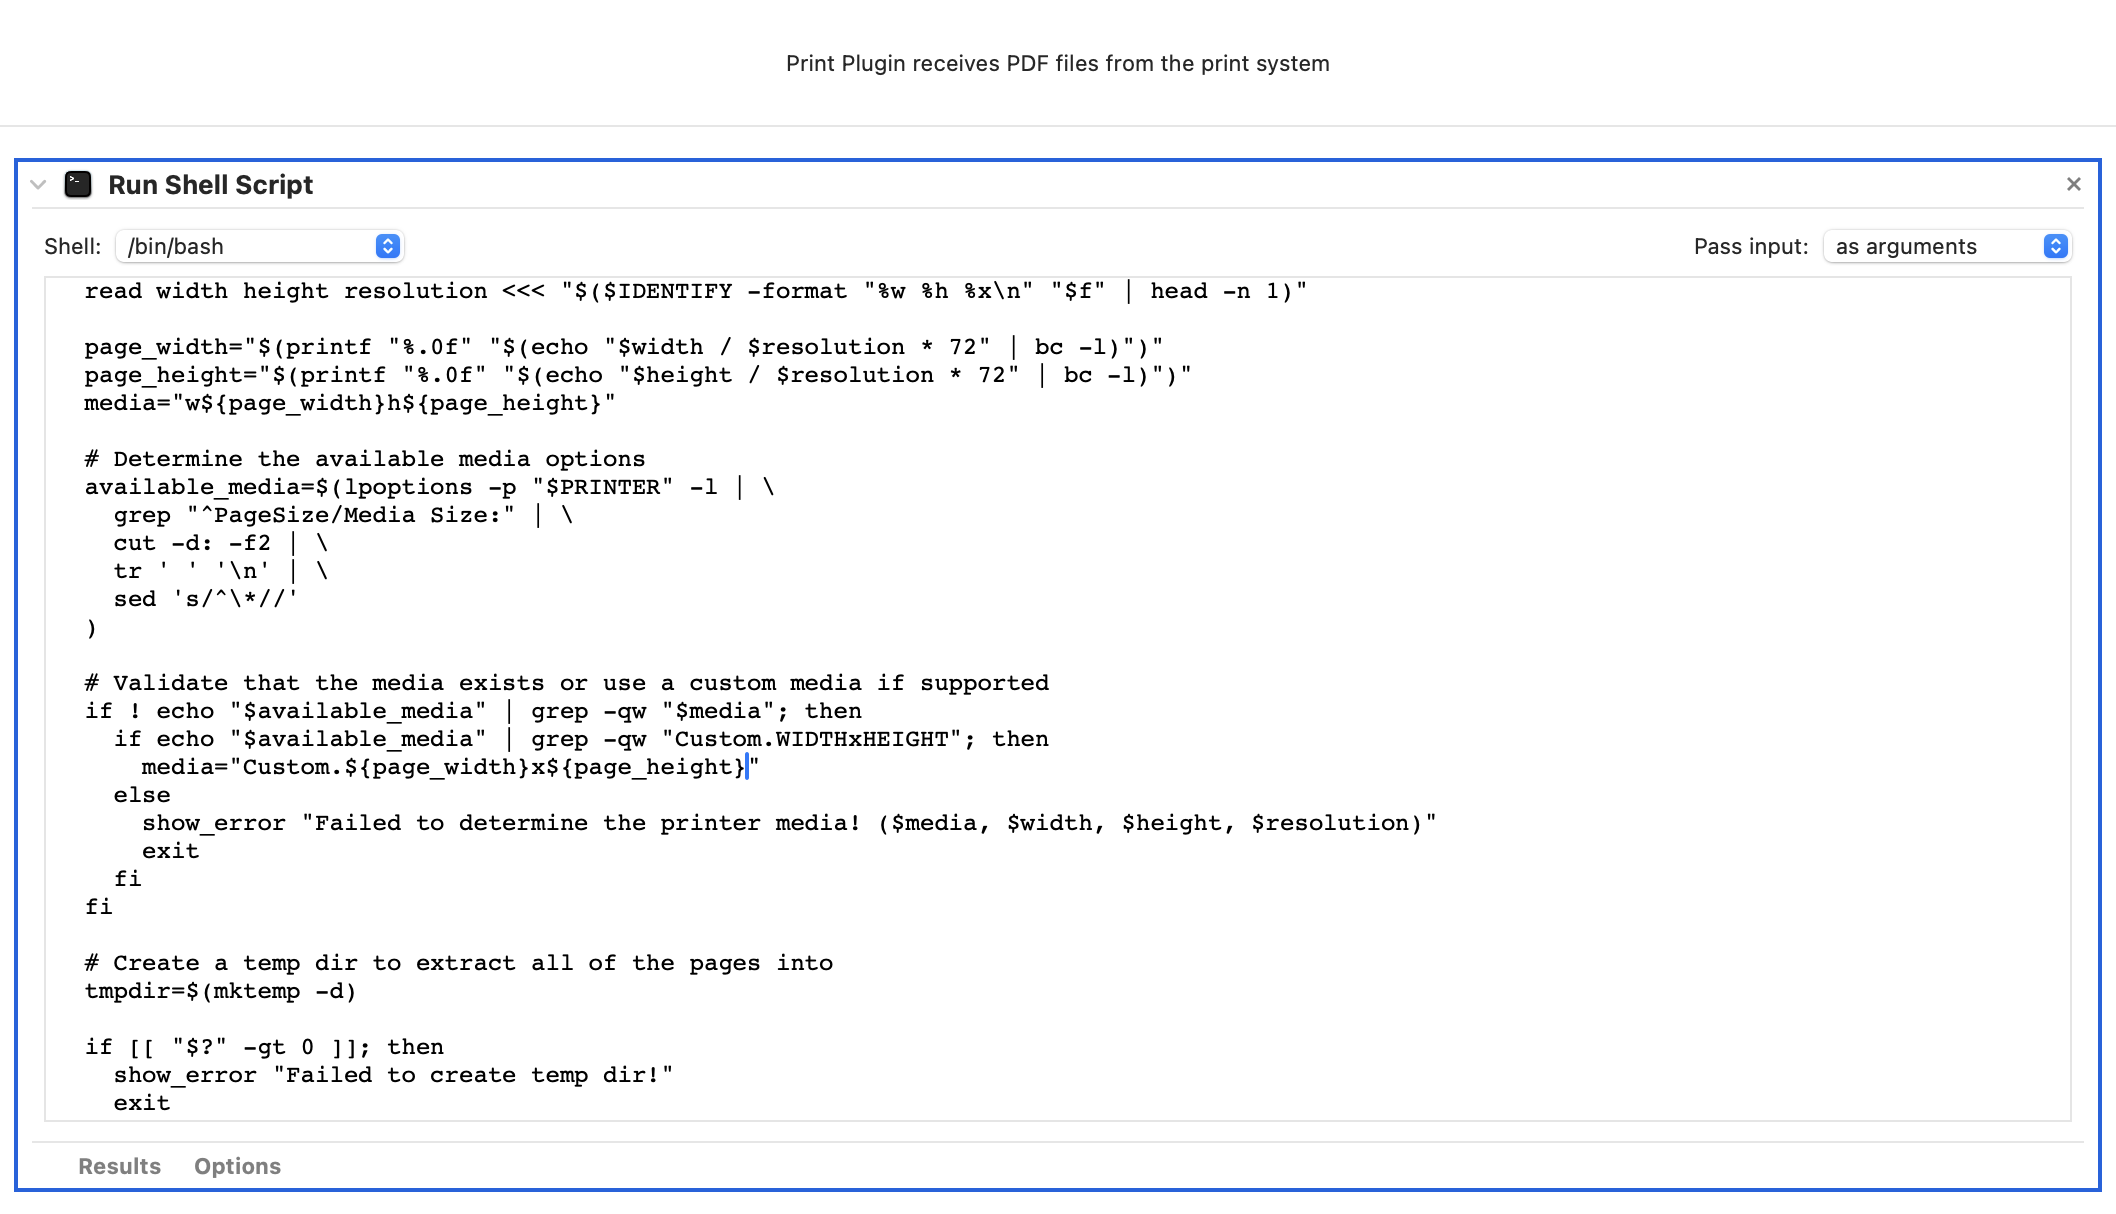 Print Plugin receives PDF files from the print system
Run Shell Script
Shell: /bin/bash
Pass input: as arguments
read width height resolution <<< "$($IDENTIFY -format "%w %h %x\n" "$f" | head -n 1)"
page_width="$(printf "%.0f" "$(echo "$width / $resolution * 72" | bc -l)")"
page_height="$(printf "%.0f" "$(echo "$height / $resolution * 72" | bc -l)")"
media="w${page_width}h${page_height}"
# Determine the available media options
available_media=$(lpoptions -p "$PRINTER" -l | \
grep "^PageSize/Media Size:" | \
cut -d: -f2 | \
tr ' ' '\n' | \
sed 's/^\*//'
)
# Validate that the media exists or use a custom media if supported
if ! echo "$available_media" | grep -qw "$media"; then
if echo "$available_media" | grep -qw "Custom.WIDTHxHEIGHT"; then
media="Custom.${page_width}x${page_height}"
else
show_error "Failed to determine the printer media! ($media, $width, $height, $resolution)"
exit
fi
fi
# Create a temp dir to extract all of the pages into
tmpdir=$(mktemp -d)
if [[ "$?" -gt 0 ]]; then
show_error "Failed to create temp dir!"
exit
Results Options